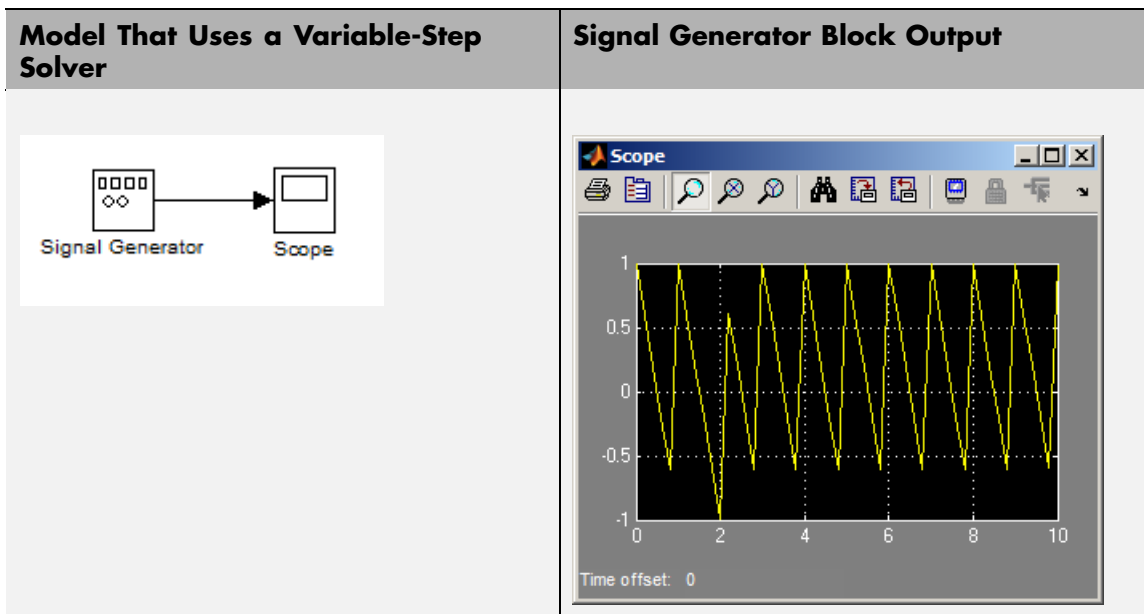 Model That Uses a Variable-Step
Solver
Signal Generator Block Output
Signal Generator
Scope
Scope
1
0.5
0
-0.5
-1
0 2 4 6 8 10
Time offset: 0